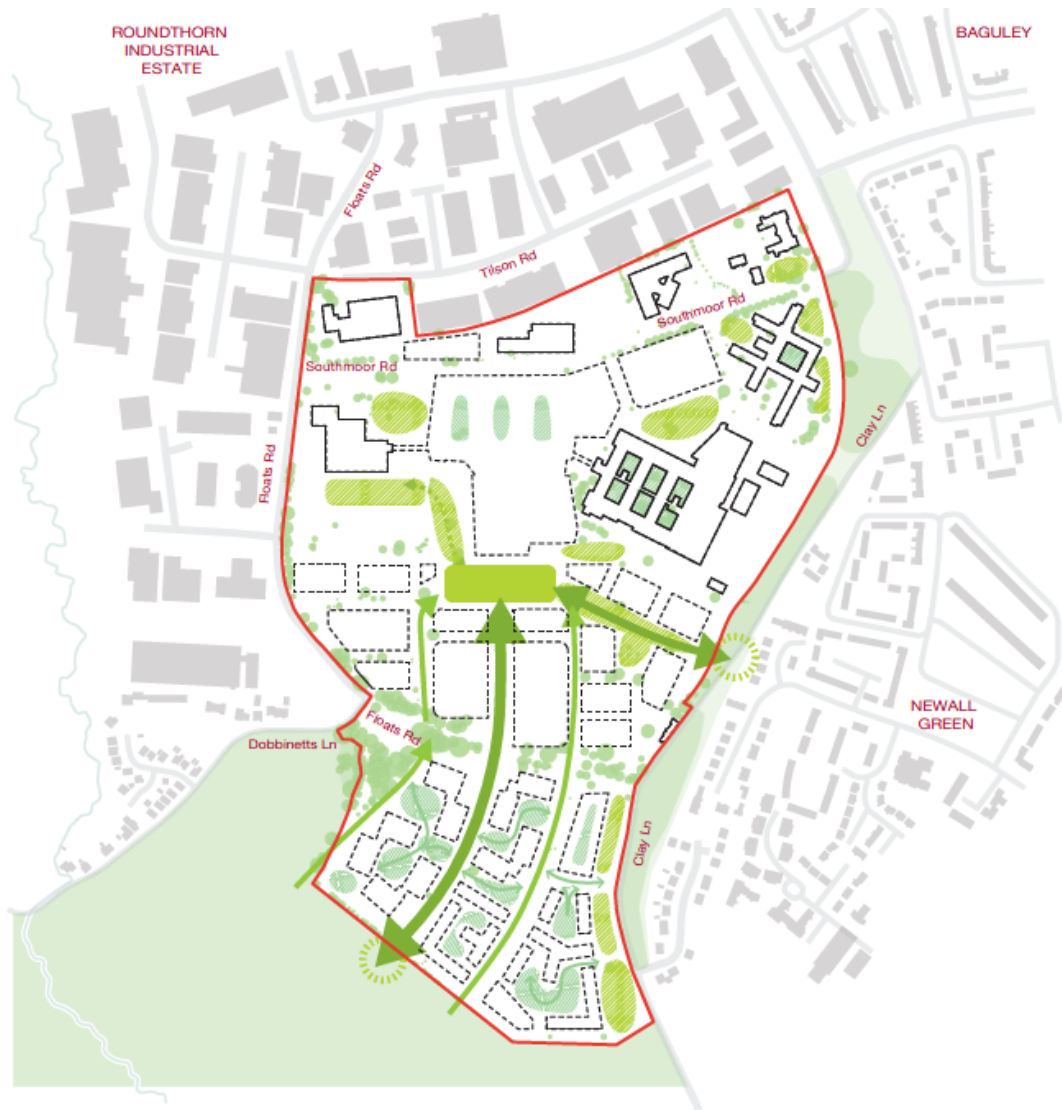 ROUNDTHORN
INDUSTRIAL
ESTATE
BAGULEY
Floats Rd
Tilson Rd
Southmoor Rd
Southmoor Rd
Clay Ln
Roats Rd
NEWALL
GREEN
Floats Rd
Dobbinetts Ln
Clay Ln